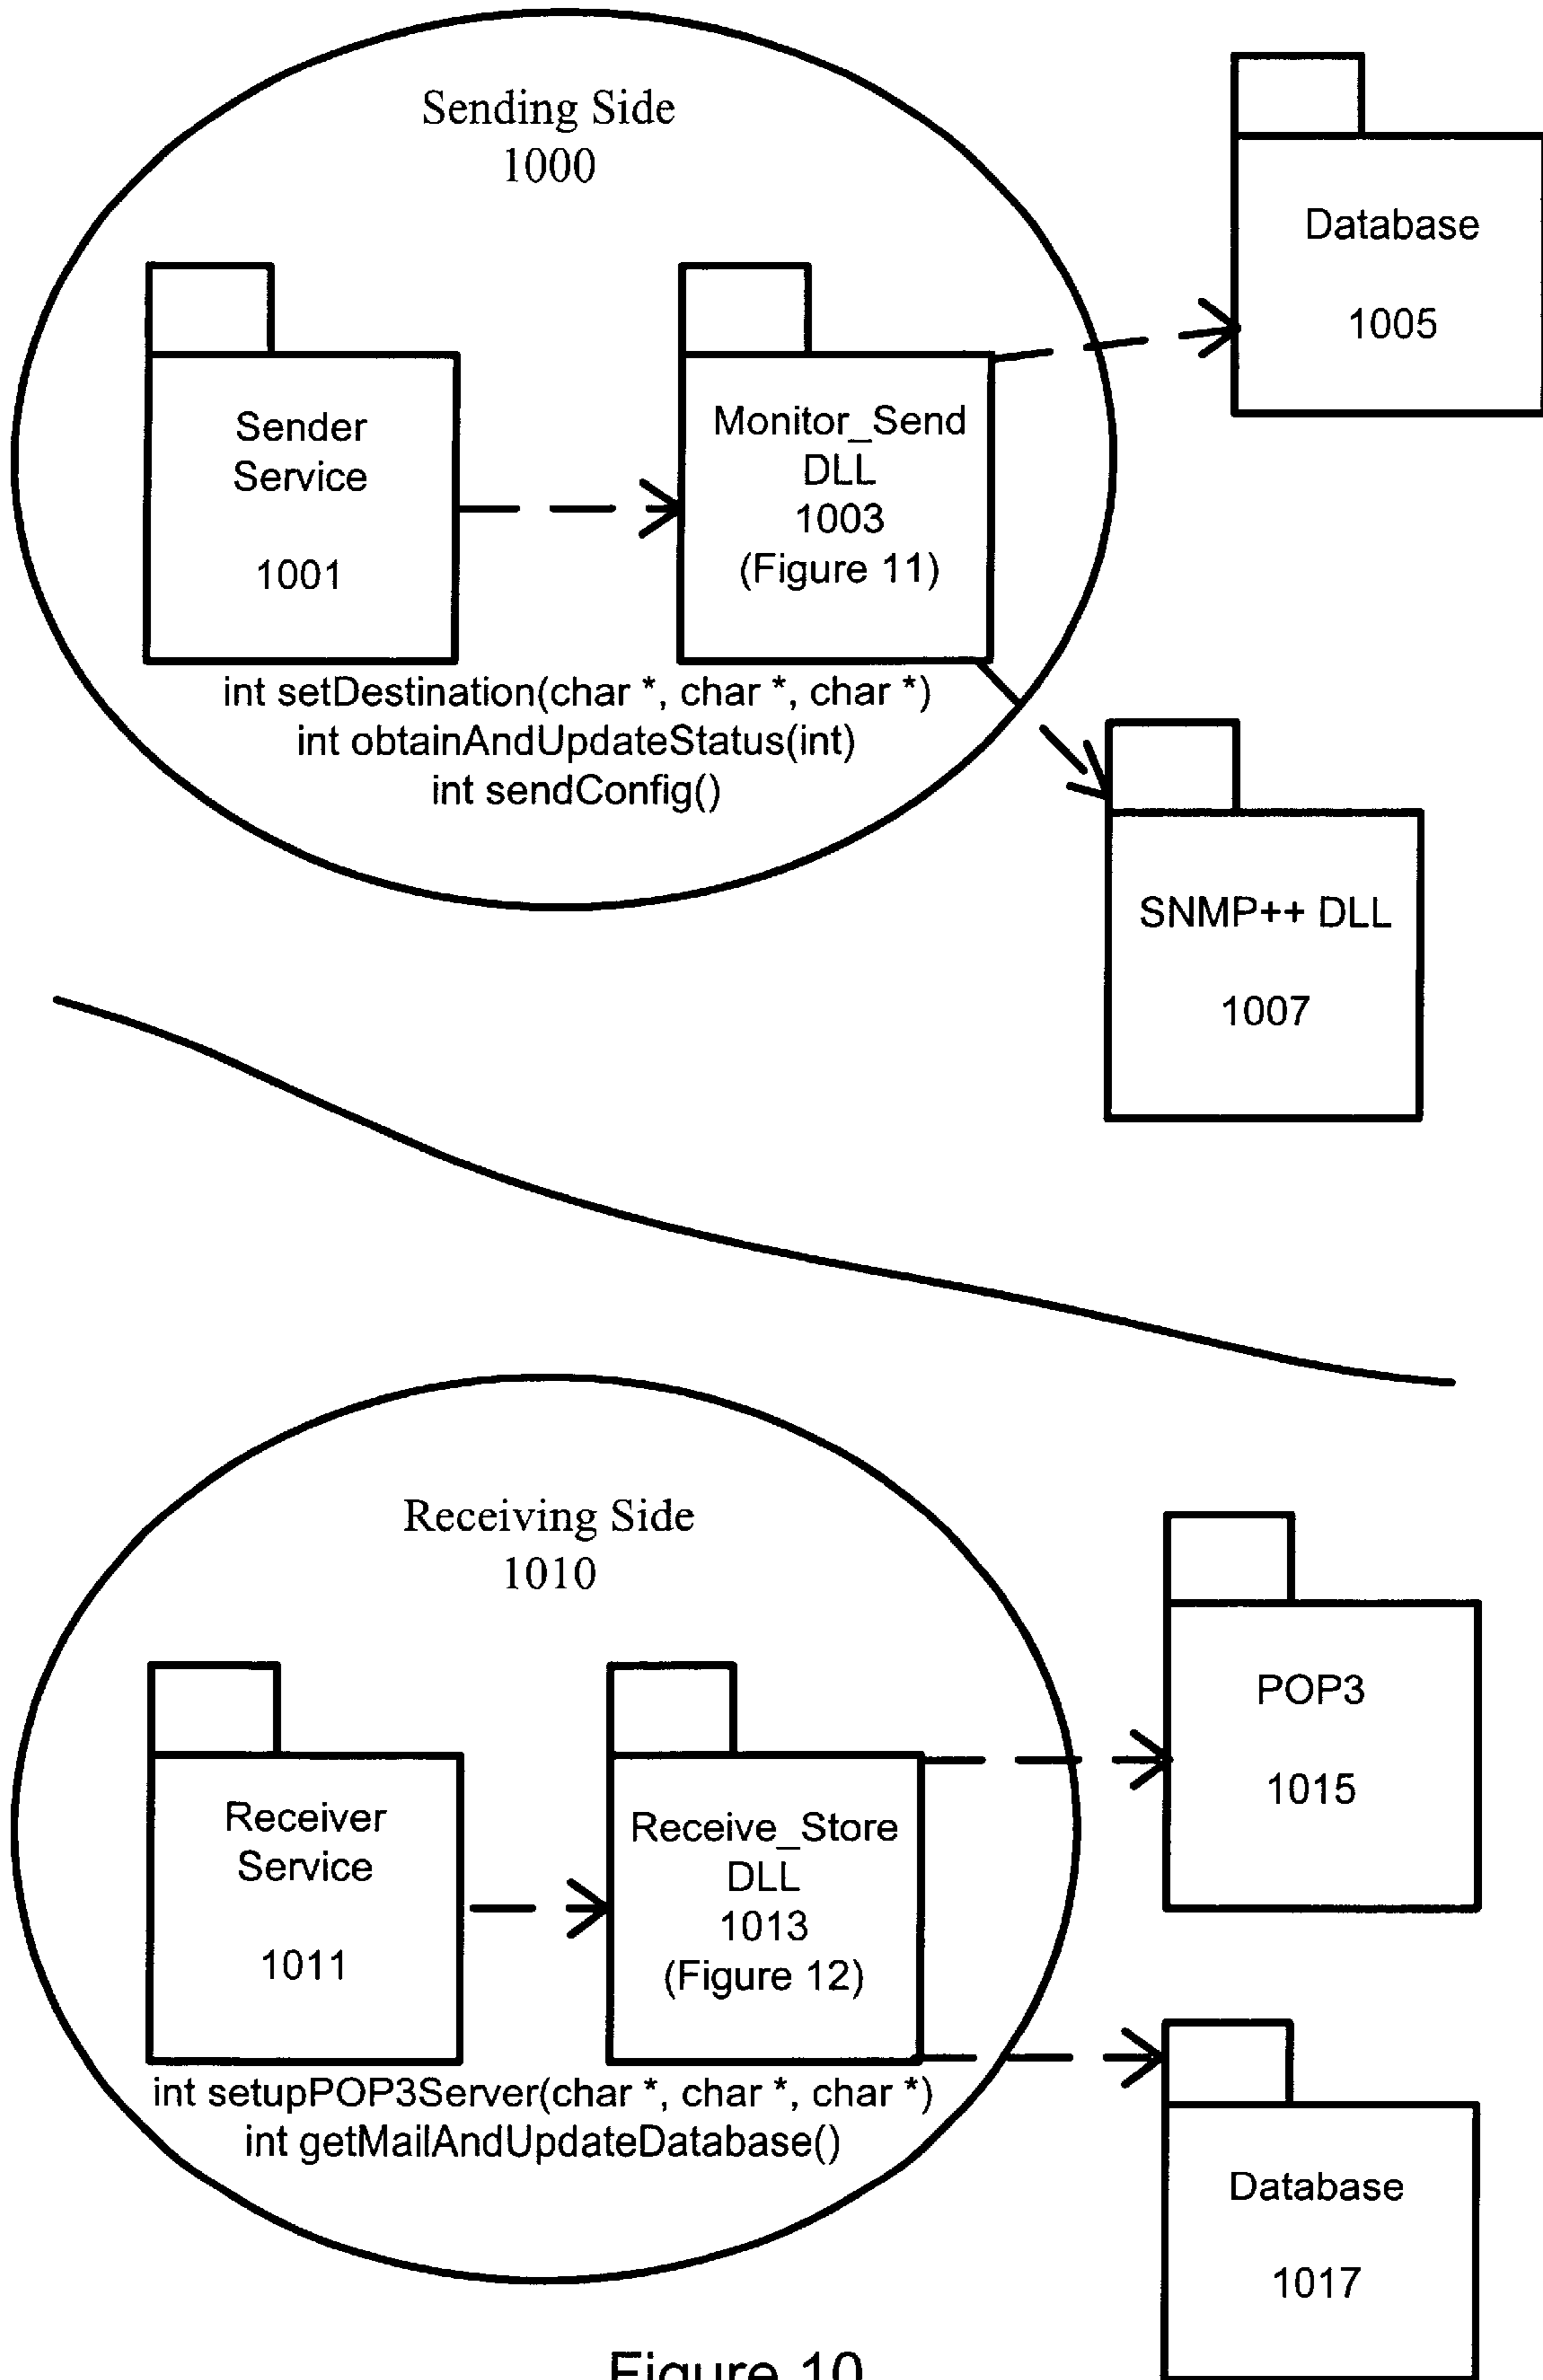 Sending Side
1000
Database
1005
Sender
Service
1001
Monitor_Send
DLL
1003
(Figure 11)
int setDestination(char *, char *, char *)
int obtainAndUpdateStatus(int)
int sendConfig()
SNMP++ DLL
1007
Receiving Side
1010
POP3
1015
Receiver
Service
1011
Receive_Store
DLL
1013
(Figure 12)
int setupPOP3Server(char *, char *, char *)
int getMailAndUpdateDatabase()
Database
1017
Figure 10